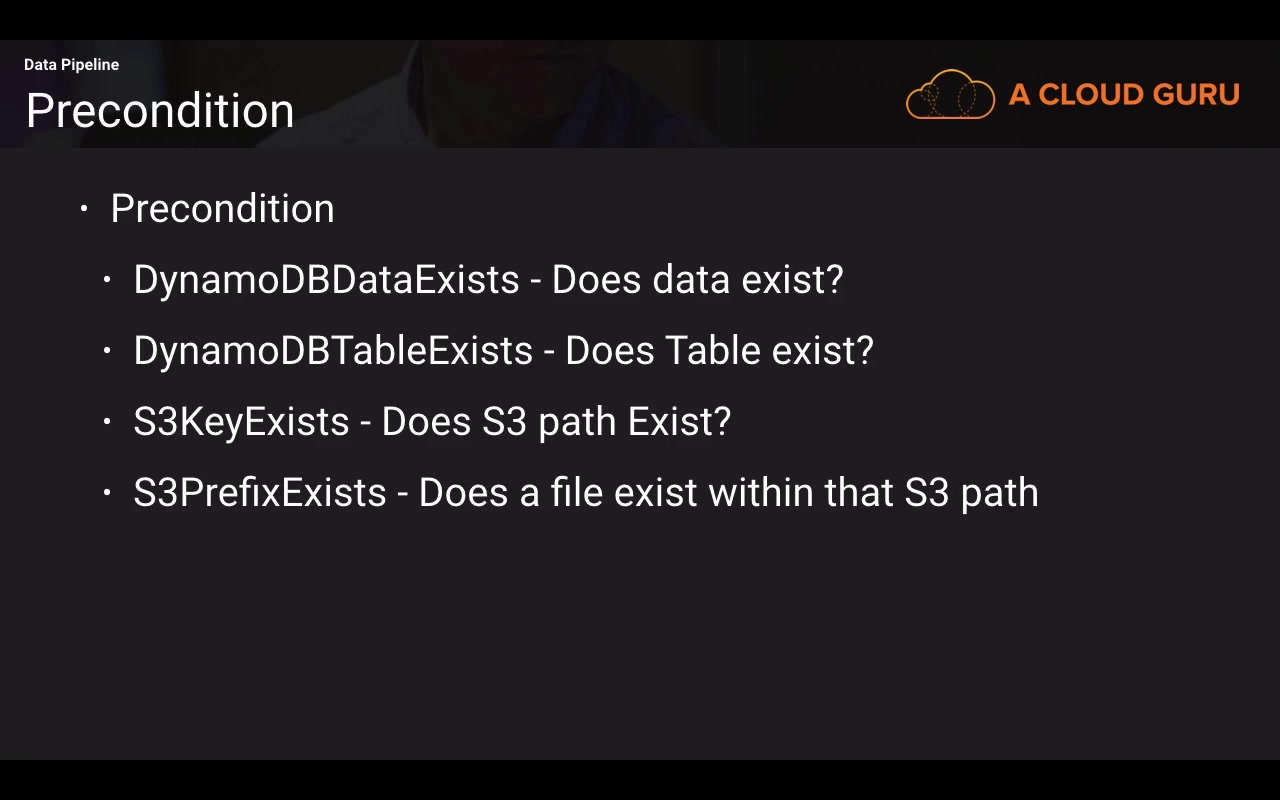 Data Pipeline
Precondition
A CLOUD GURU
• Precondition
• DynamoDBDataExists - Does data exist?
• DynamoDBTableExists - Does Table exist?
• S3KeyExists - Does S3 path Exist?
• S3PrefixExists - Does a file exist within that S3 path